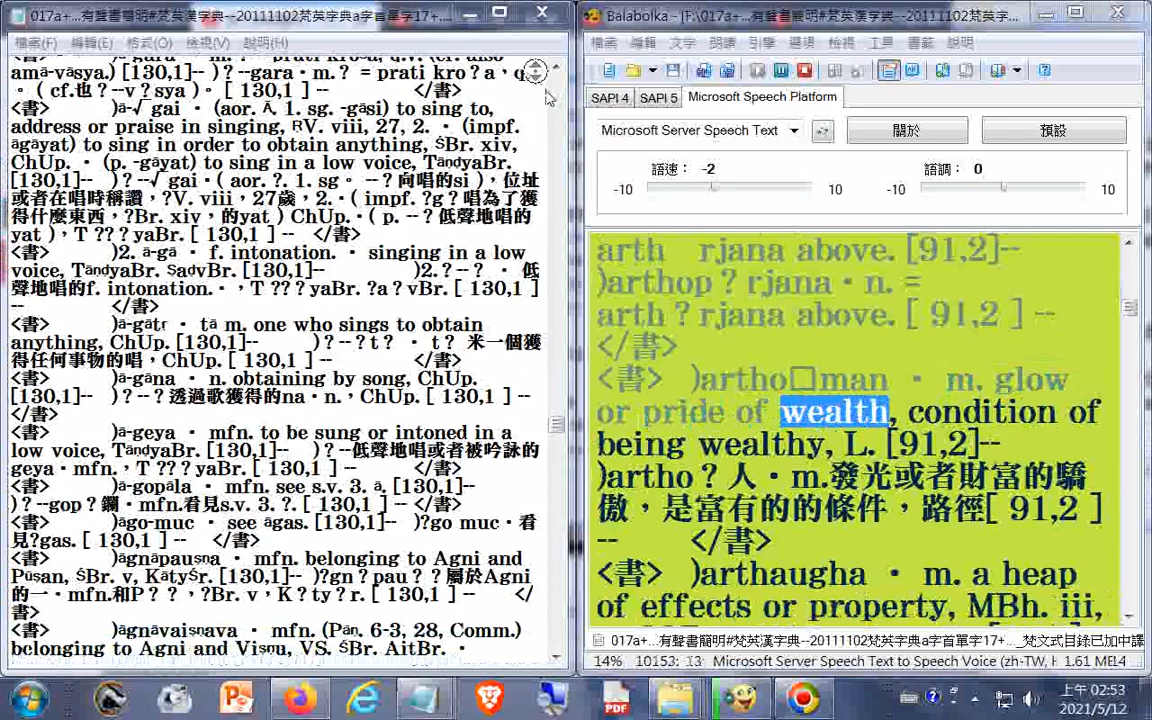 017a+...有聲書簡明#梵英漢字典--20111102梵英字典a字首單字17+...
檔案(F) 編輯(E) 格式(O) 檢視(V) 說明(H)
amā-vāsya.) [130,1]-- )? --gara・m. ? = prati kro ? a, q.
。 ( cf.也 ? --v ? sya ) 。 [ 130,1 ] -- </書>
<書> )ā-√ gai ・ (aor. Ā. 1. sg. -gāsi) to sing to,
address or praise in singing, ṚV. viii, 27, 2. ・ (impf.
āgāyat) to sing in order to obtain anything, ŚBr. xiv,
ChUp. ・ (p. -gāyat) to sing in a low voice, TāṇḍyaBr.
[130,1]-- )? --√ gai・( aor. ?. 1. sg 。 -- ? 向唱的si )，位址
或者在唱時稱讚，?V. viii，27歲，2.・( impf. ?g ? 唱為了獲
得什麼東西，?Br. xiv，的yat ) ChUp.・( p. -- ? 低聲地唱的
yat )，T ??? yaBr. [ 130,1 ] -- </書>
<書> )2. ā-gā ・ f. intonation. ・ singing in a low
voice, TāṇḍyaBr. ṢaḍvBr. [130,1]-- )2. ? -- ? ・ 低
聲地唱的f. intonation.・，T ??? yaBr. ?a ? vBr. [ 130,1 ]
-- </書>
<書> )ā-gātṛ ・ tā m. one who sings to obtain
anything, ChUp. [130,1]-- )? -- ? t ? ・ t ? 米一個獲
得任何事物的唱，ChUp. [ 130,1 ] -- </書>
<書> )ā-gāna ・ n. obtaining by song, ChUp.
[130,1]-- )? -- ? 透過歌獲得的na・n.，ChUp. [ 130,1 ] --
</書>
<書> )ā-geya ・ mfn. to be sung or intoned in a
low voice, TāṇḍyaBr. [130,1]-- )? --低聲地唱或者被吟詠的
geya・mfn.，T ??? yaBr. [ 130,1 ] -- </書>
<書> )ā-gopāla ・ mfn. see s.v. 3. ā. [130,1]--
)? --gop ? 鑭・mfn.看見s.v. 3. ?. [ 130,1 ] -- </書>
<書> )āgo-muc ・ see āgas. [130,1]-- )?go muc・看
見?gas. [ 130,1 ] -- </書>
<書> )āgnāpauṣṇa ・ mfn. belonging to Agni and
Pūṣan, ŚBr. v, KātyŚr. [130,1]-- )?gn ? pau ? ? 屬於Agni
的一・mfn.和P ? ?，?Br. v，K ? ty ? r. [ 130,1 ] -- </
書>
<書> )āgnāvaiṣṇava ・ mfn. (Pāṇ. 6-3, 28, Comm.)
belonging to Agni and Viṣṇu, VS. ŚBr. AitBr. ・
Balabolka - [F:\017a+...有聲書簡明#梵英漢字典--20111102梵英字...
檔案 編輯 文字 朗讀 引擎 選項 檢視 工具 書籤 說明
SAPI 4 SAPI 5 Microsoft Speech Platform
Microsoft Server Speech Text 關於 預設
語速： -2 語調： 0
-10 10 -10 10
arth rjana above. [91,2]--
)arthop ? rjana・n. =
arth ? rjana above. [ 91,2 ] --
</書>
<書> )artho□man ・ m. glow
or pride of wealth, condition of
being wealthy, L. [91,2]--
)artho ? 人・m.發光或者財富的驕
傲，是富有的的條件，路徑[ 91,2 ]
-- </書>
<書> )arthaugha ・ m. a heap
of effects or property, MBh. iii,
017a+...有聲書簡明#梵英漢字典--20111102梵英字典a字首單字17+..._梵文式目錄已加中譯
14% 10153: 13 Microsoft Server Speech Text to Speech Voice (zh-TW, H 1.61 MEL4
上午 02:53
2021/5/12